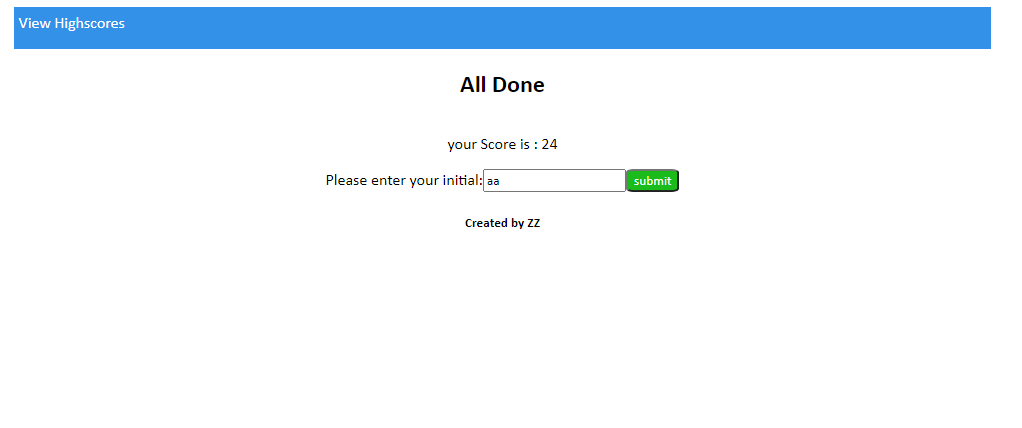 View Highscores
All Done
your Score is : 24
Please enter your initial: aa submit
Created by ZZ